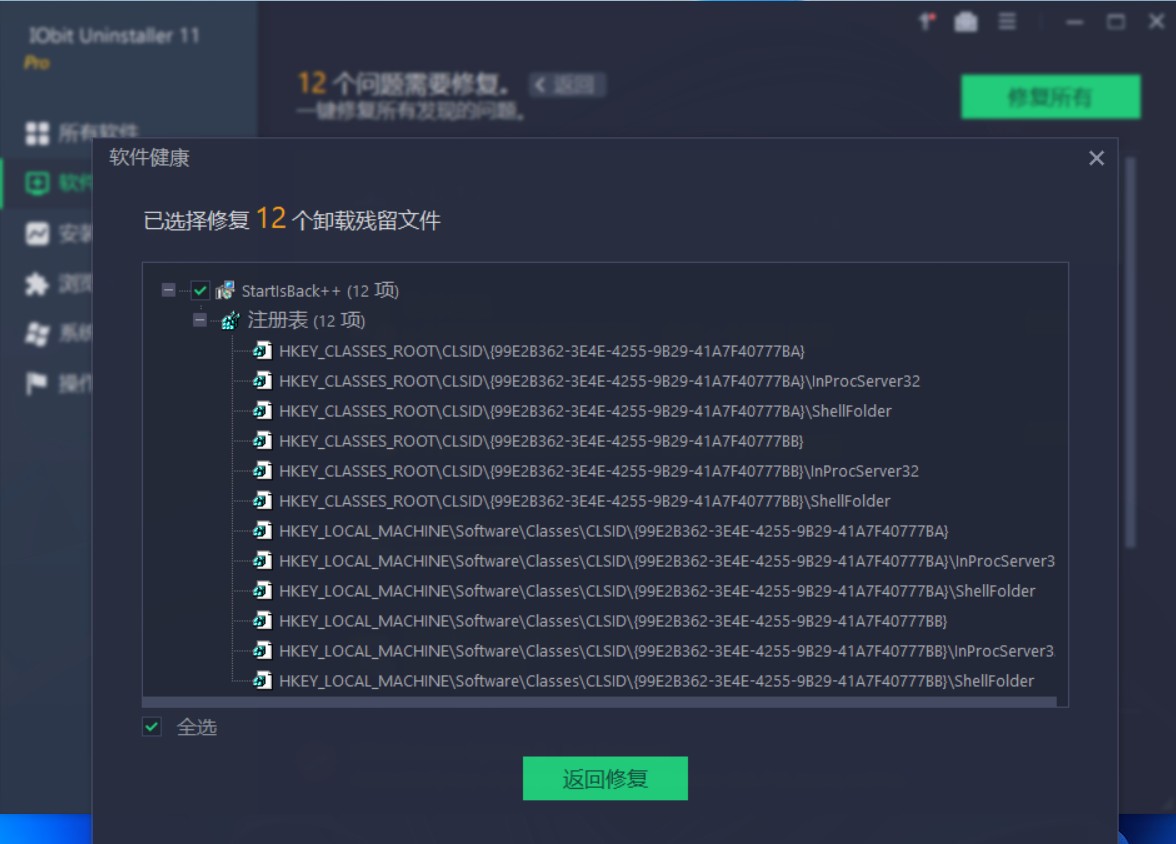 IObit Uninstaller 11
Pro
12 个问题需要修复。
返回
一键修复所有发现的问题。
修复所有
所有软件
软件
安装
浏览
系统
操作
软件健康
已选择修复 12 个卸载残留文件
StartIsBack++ (12 项)
注册表 (12 项)
HKEY_CLASSES_ROOT\CLSID\{99E2B362-3E4E-4255-9B29-41A7F40777BA}
HKEY_CLASSES_ROOT\CLSID\{99E2B362-3E4E-4255-9B29-41A7F40777BA}\InProcServer32
HKEY_CLASSES_ROOT\CLSID\{99E2B362-3E4E-4255-9B29-41A7F40777BA}\ShellFolder
HKEY_CLASSES_ROOT\CLSID\{99E2B362-3E4E-4255-9B29-41A7F40777BB}
HKEY_CLASSES_ROOT\CLSID\{99E2B362-3E4E-4255-9B29-41A7F40777BB}\InProcServer32
HKEY_CLASSES_ROOT\CLSID\{99E2B362-3E4E-4255-9B29-41A7F40777BB}\ShellFolder
HKEY_LOCAL_MACHINE\Software\Classes\CLSID\{99E2B362-3E4E-4255-9B29-41A7F40777BA}
HKEY_LOCAL_MACHINE\Software\Classes\CLSID\{99E2B362-3E4E-4255-9B29-41A7F40777BA}\InProcServer3
HKEY_LOCAL_MACHINE\Software\Classes\CLSID\{99E2B362-3E4E-4255-9B29-41A7F40777BA}\ShellFolder
HKEY_LOCAL_MACHINE\Software\Classes\CLSID\{99E2B362-3E4E-4255-9B29-41A7F40777BB}
HKEY_LOCAL_MACHINE\Software\Classes\CLSID\{99E2B362-3E4E-4255-9B29-41A7F40777BB}\InProcServer3
HKEY_LOCAL_MACHINE\Software\Classes\CLSID\{99E2B362-3E4E-4255-9B29-41A7F40777BB}\ShellFolder
全选
返回修复